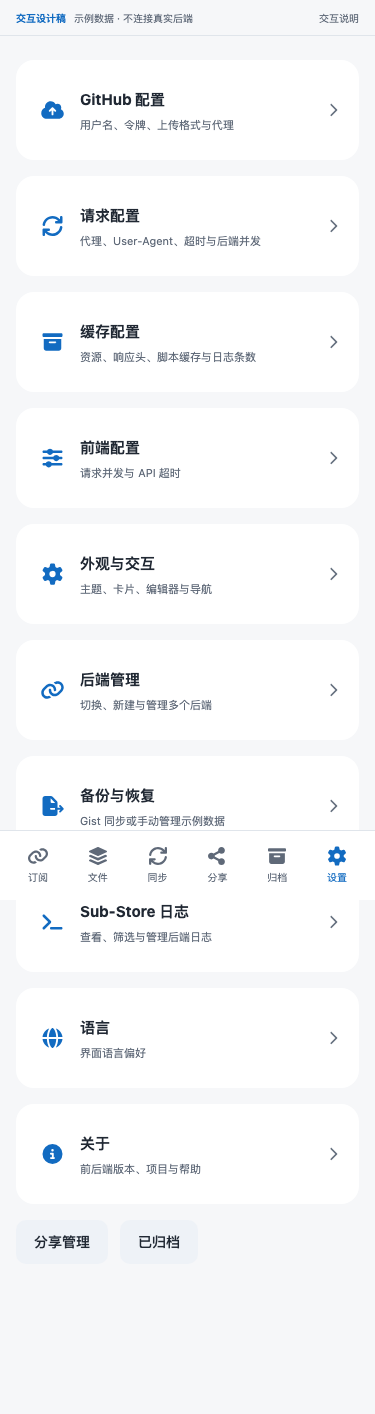 交互设计稿 示例数据 · 不连接真实后端 交互说明
GitHub 配置
用户名、令牌、上传格式与代理
请求配置
代理、User-Agent、超时与后端并发
缓存配置
资源、响应头、脚本缓存与日志条数
前端配置
请求并发与 API 超时
外观与交互
主题、卡片、编辑器与导航
后端管理
切换、新建与管理多个后端
备份与恢复
Gist 同步或手动管理示例数据
订阅 文件 同步 分享 归档 设置
Sub-Store 日志
查看、筛选与管理后端日志
语言
界面语言偏好
关于
前后端版本、项目与帮助
分享管理 已归档